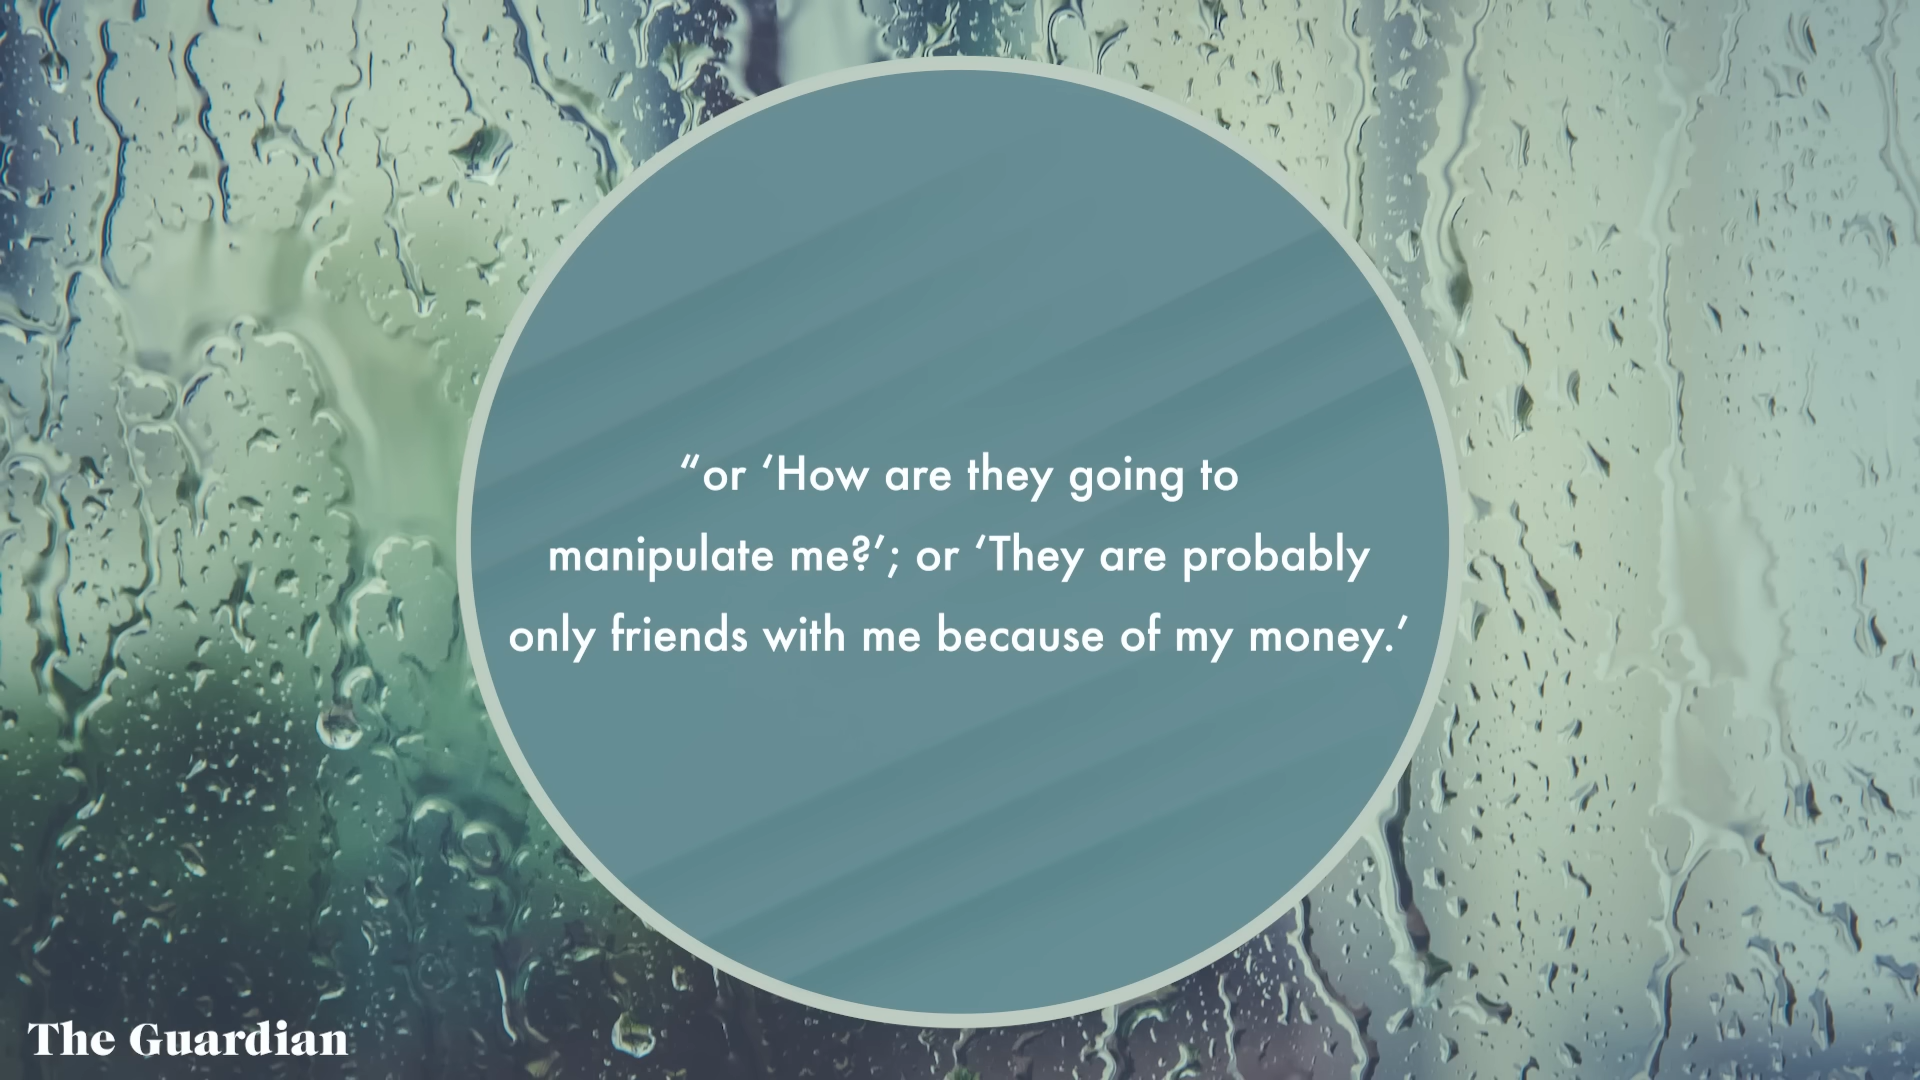 “or ‘How are they going to
manipulate me?’; or ‘They are probably
only friends with me because of my money.’
The Guardian